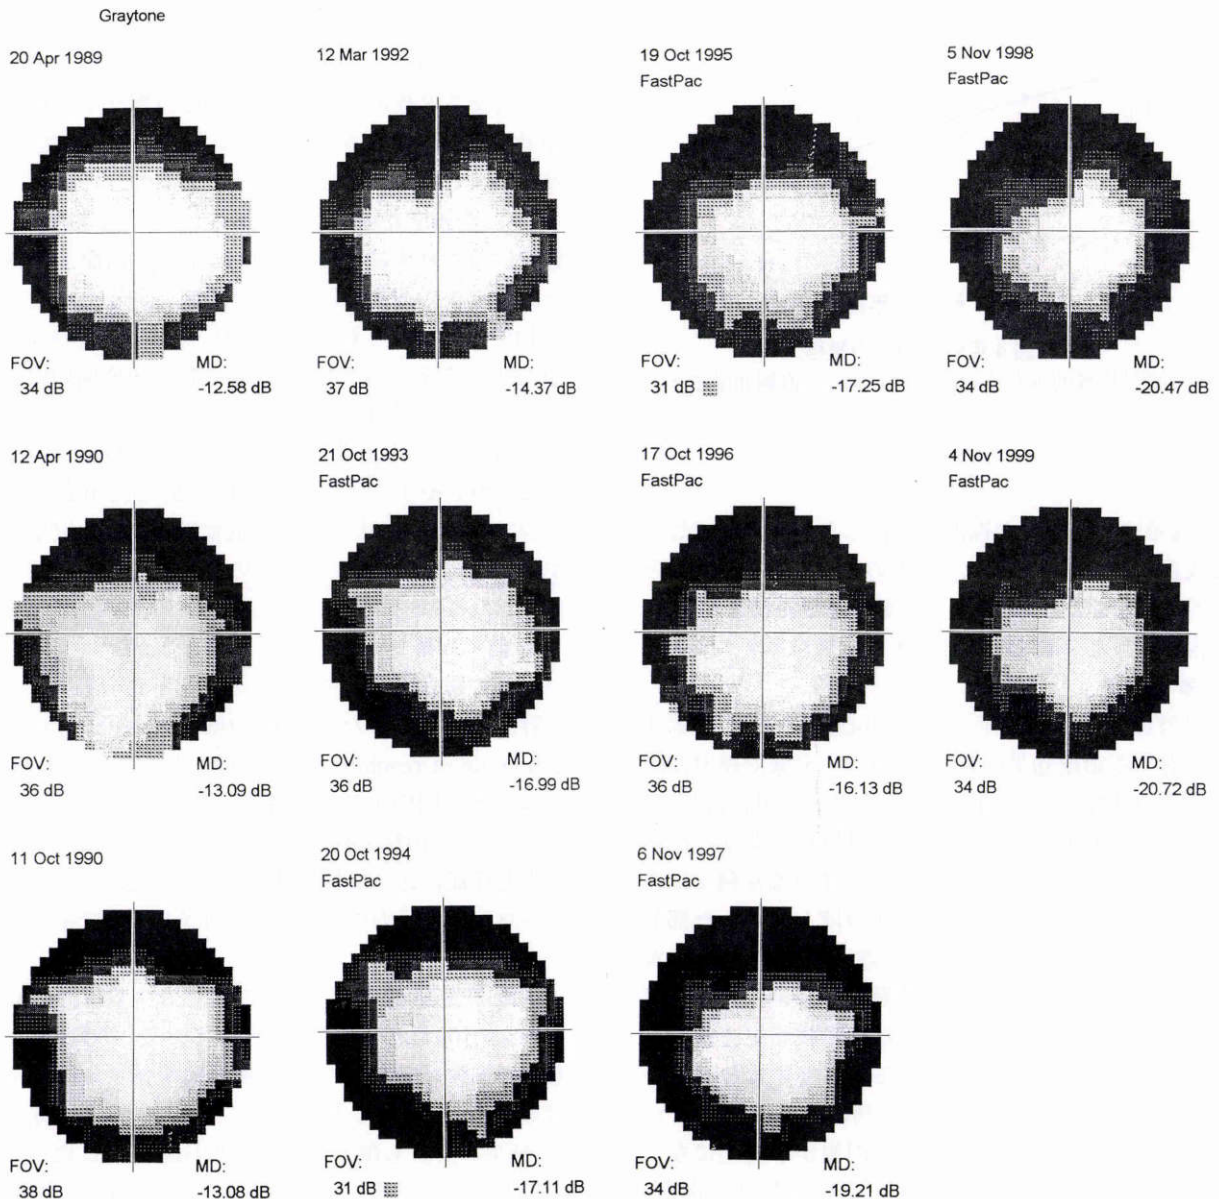 Graytone
20 Apr 1989
12 Mar 1992
19 Oct 1995
FastPac
5 Nov 1998
FastPac
FOV:
34 dB
MD:
-12.58 dB
FOV:
37 dB
MD:
-14.37 dB
FOV:
31 dB
MD:
-17.25 dB
FOV:
34 dB
MD:
-20.47 dB
12 Apr 1990
21 Oct 1993
FastPac
17 Oct 1996
FastPac
4 Nov 1999
FastPac
FOV:
36 dB
MD:
-13.09 dB
FOV:
36 dB
MD:
-16.99 dB
FOV:
36 dB
MD:
-16.13 dB
FOV:
34 dB
MD:
-20.72 dB
11 Oct 1990
20 Oct 1994
FastPac
6 Nov 1997
FastPac
FOV:
38 dB
MD:
-13.08 dB
FOV:
31 dB
MD:
-17.11 dB
FOV:
34 dB
MD:
-19.21 dB